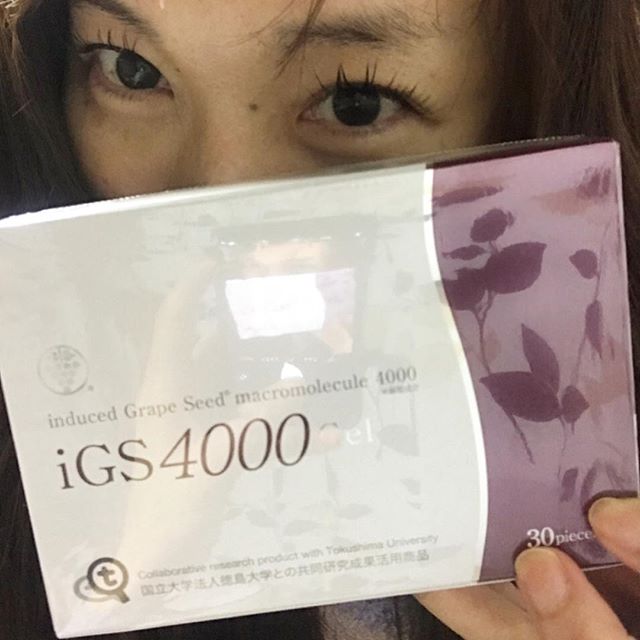 induced Grape Seed® macromolecule 4000
iGS4000 Gel
Collaborative research product with Tokushima University
国立大学法人徳島大学との共同研究成果活用商品
30pieces